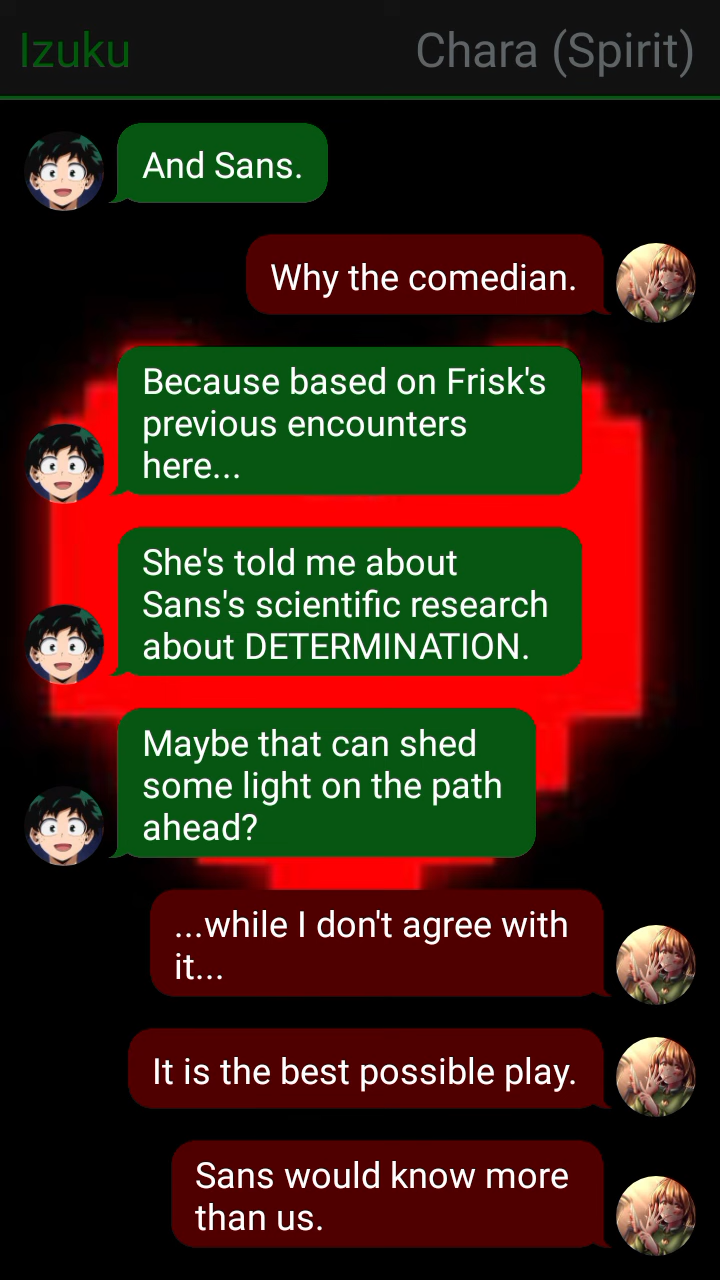 Izuku
Chara (Spirit)
And Sans.
Why the comedian.
Because based on Frisk's
previous encounters
here...
She's told me about
Sans's scientific research
about DETERMINATION.
Maybe that can shed
some light on the path
ahead?
...while I don't agree with
it...
It is the best possible play.
Sans would know more
than us.